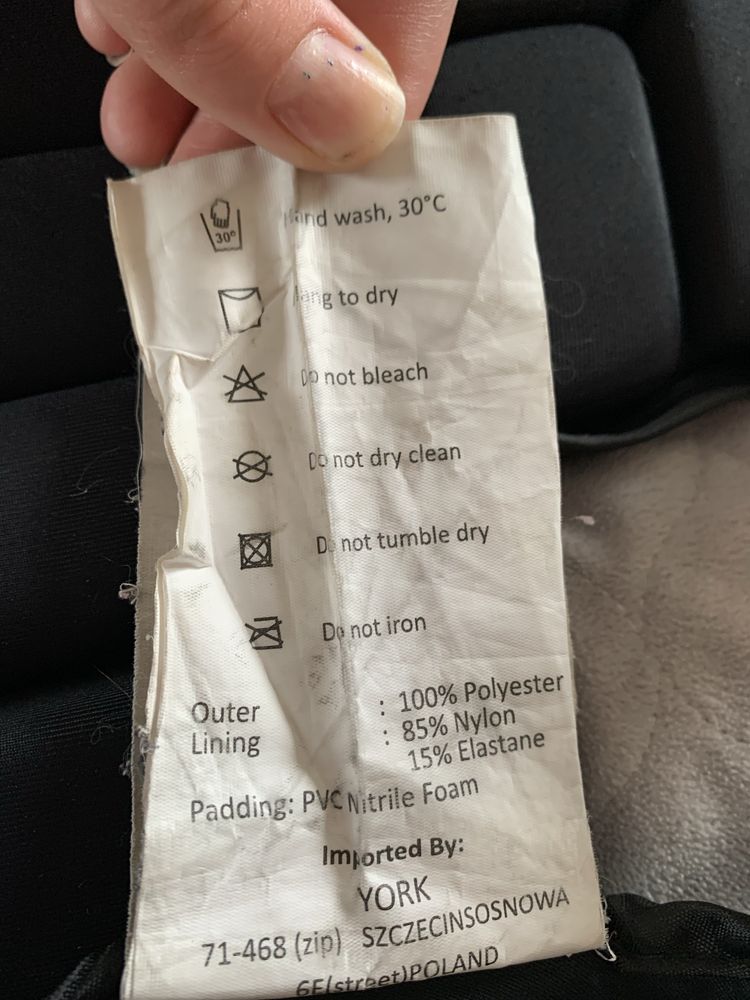 30°
Hand wash, 30°C
Hang to dry
Do not bleach
Do not dry clean
Do not tumble dry
Do not iron
Outer : 100% Polyester
Lining : 85% Nylon
15% Elastane
Padding: PVC Nitrile Foam
Imported By:
YORK
71-468 (zip) SZCZECINSOSNOWA
6F(street)POLAND